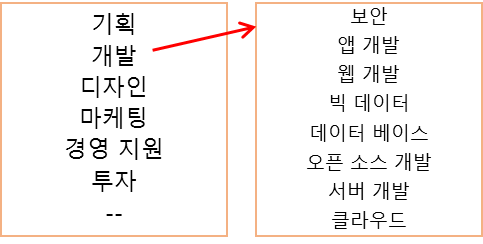 기획
개발
디자인
마케팅
경영 지원
투자
--
보안
앱 개발
웹 개발
빅 데이터
데이터 베이스
오픈 소스 개발
서버 개발
클라우드